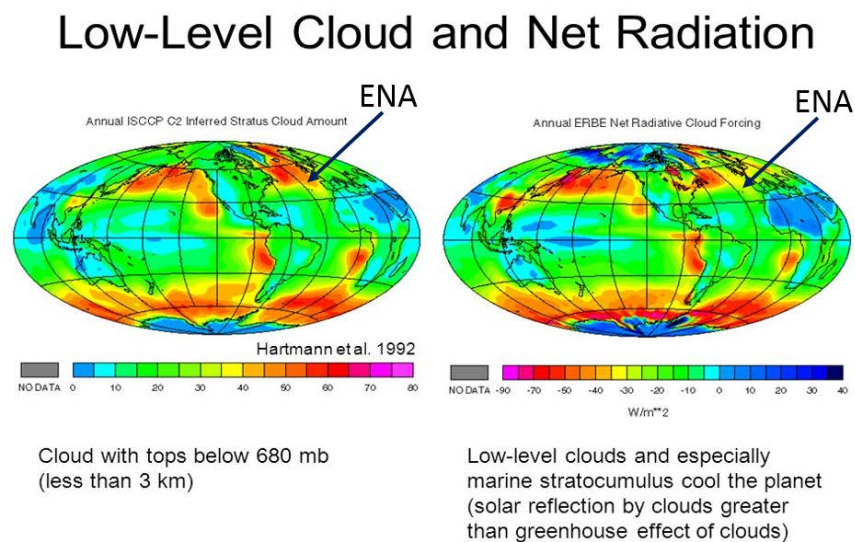 Low-Level Cloud and Net Radiation
ENA
Annual ISCCP C2 Inferred Stratus Cloud Amount
ENA
Annual ERBE Net Radiative Cloud Forcing
Hartmann et al. 1992
NO DATA 0 10 20 30 40 50 60 70 80
NO DATA -90 -70 -50 -40 -30 -20 -10 0 10 20 30 40
W/m**2
Cloud with tops below 680 mb
(less than 3 km)
Low-level clouds and especially
marine stratocumulus cool the planet
(solar reflection by clouds greater
than greenhouse effect of clouds)